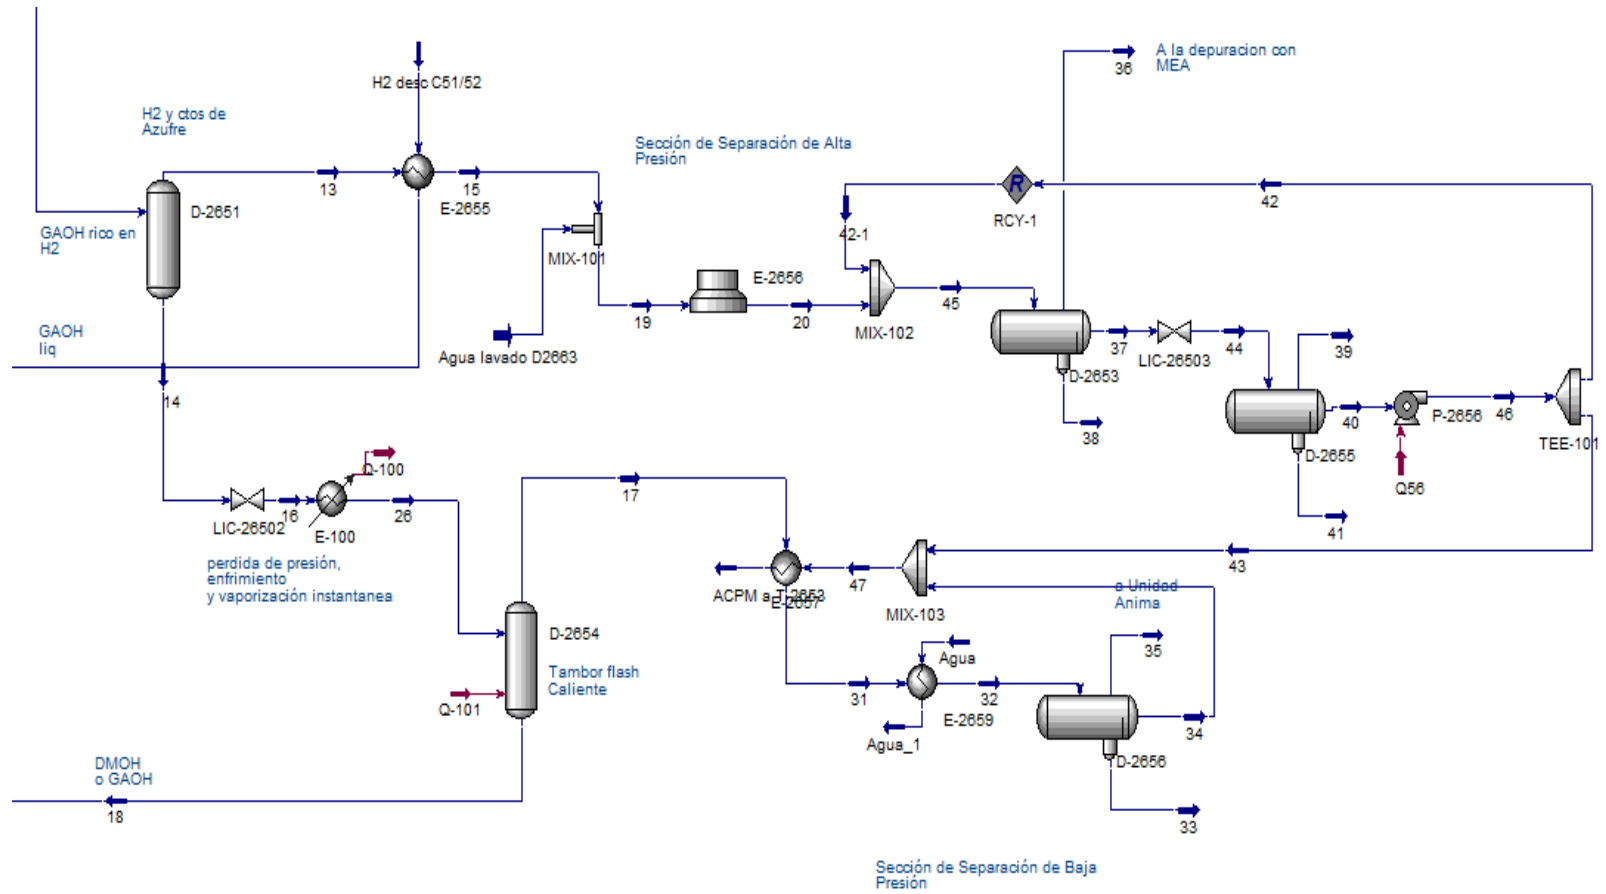 A la depuracion con
MEA
36
H2 desc C51/52
H2 y ctos de
Azufre
Sección de Separación de Alta
Presión
13
15
E-2655
D-2651
RCY-1
42
42-1
GAOH rico en
H2
MIX-101
E-2656
45
19
20
MIX-102
GAOH
liq
Agua lavado D2663
37
LIC-26503
44
39
D-2653
14
38
40
P-2656
46
TEE-101
D-2655
Q-100
Q56
17
41
LIC-26502
16
E-100
26
perdida de presión,
enfrimiento
y vaporización instantanea
43
ACPM a T-2653
E-2657
47
MIX-103
a Unidad
Anima
D-2654
Tambor flash
Caliente
Agua
35
Q-101
31
E-2659
32
34
Agua_1
D-2656
DMOH
o GAOH
18
33
Sección de Separación de Baja
Presión